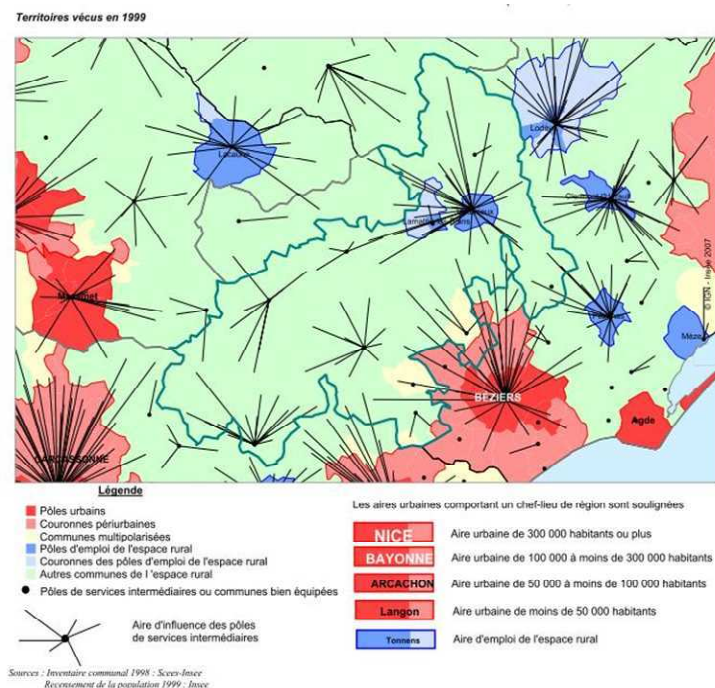 Territoires vécus en 1999
Lodève
Lacaune
Mazamet
CARCASSONNE
BÉZIERS
Agde
Mèze
© IGN - Insee 2007
Légende
Pôles urbains
Couronnes périurbaines
Communes multipolarisées
Pôles d'emploi de l'espace rural
Couronnes des pôles d'emploi de l'espace rural
Autres communes de l 'espace rural
Pôles de services intermédiaires ou communes bien équipées
Aire d'influence des pôles
de services intermédiaires
Les aires urbaines comportant un chef-lieu de région sont soulignées
NICE Aire urbaine de 300 000 habitants ou plus
BAYONNE Aire urbaine de 100 000 à moins de 300 000 habitants
ARCACHON Aire urbaine de 50 000 à moins de 100 000 habitants
Langon Aire urbaine de moins de 50 000 habitants
Tonneins Aire d'emploi de l'espace rural
Sources : Inventaire communal 1998 : Scees-Insee
Recensement de la population 1999 : Insee